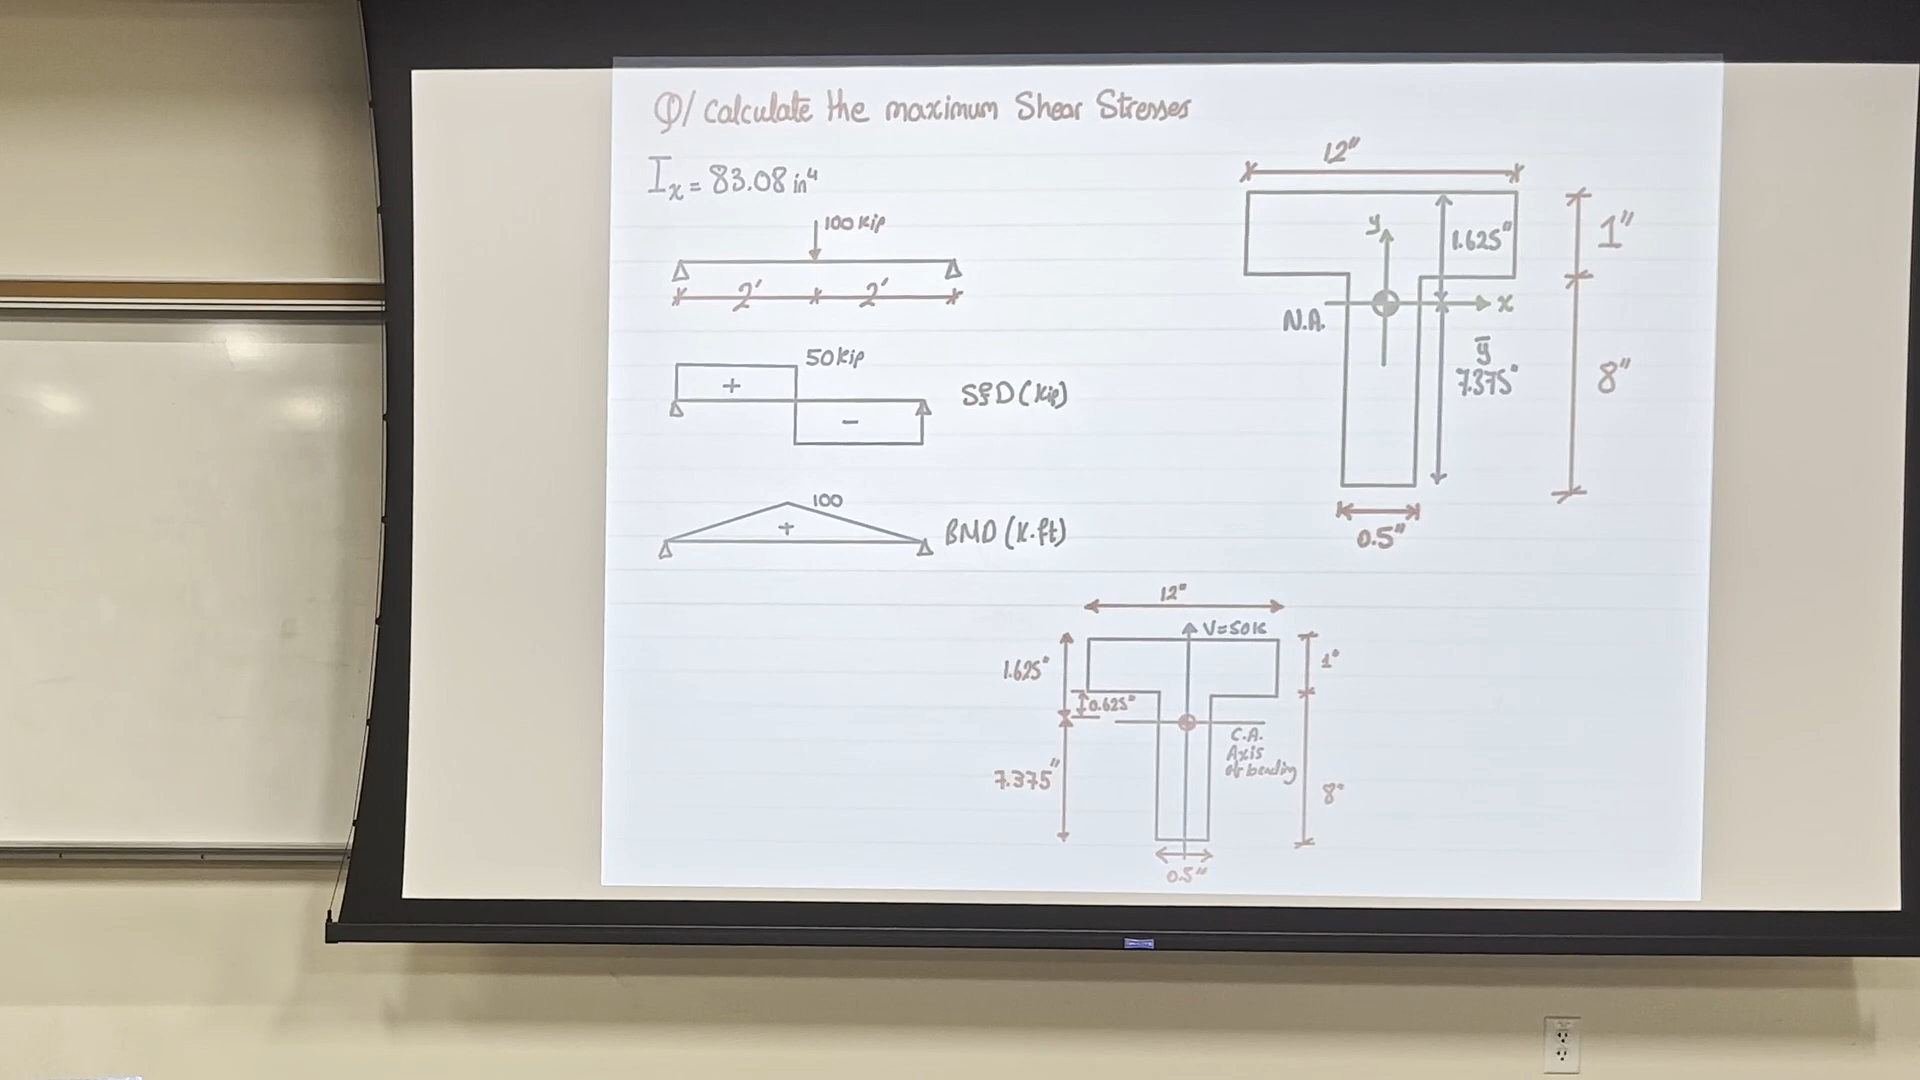 Q/ Calculate the maximum Shear Stresses
Ix = 83.08 in⁴
100 Kip
2' 2'
50 Kip
+
-
SFD (Kip)
100
+
BMD (K.ft)
12"
y
1.625"
1"
x
N.A.
ȳ
7.375"
8"
0.5"
12"
V=50K
1.625"
1"
0.625"
C.A.
Axis
of bending
7.375"
8"
0.5"